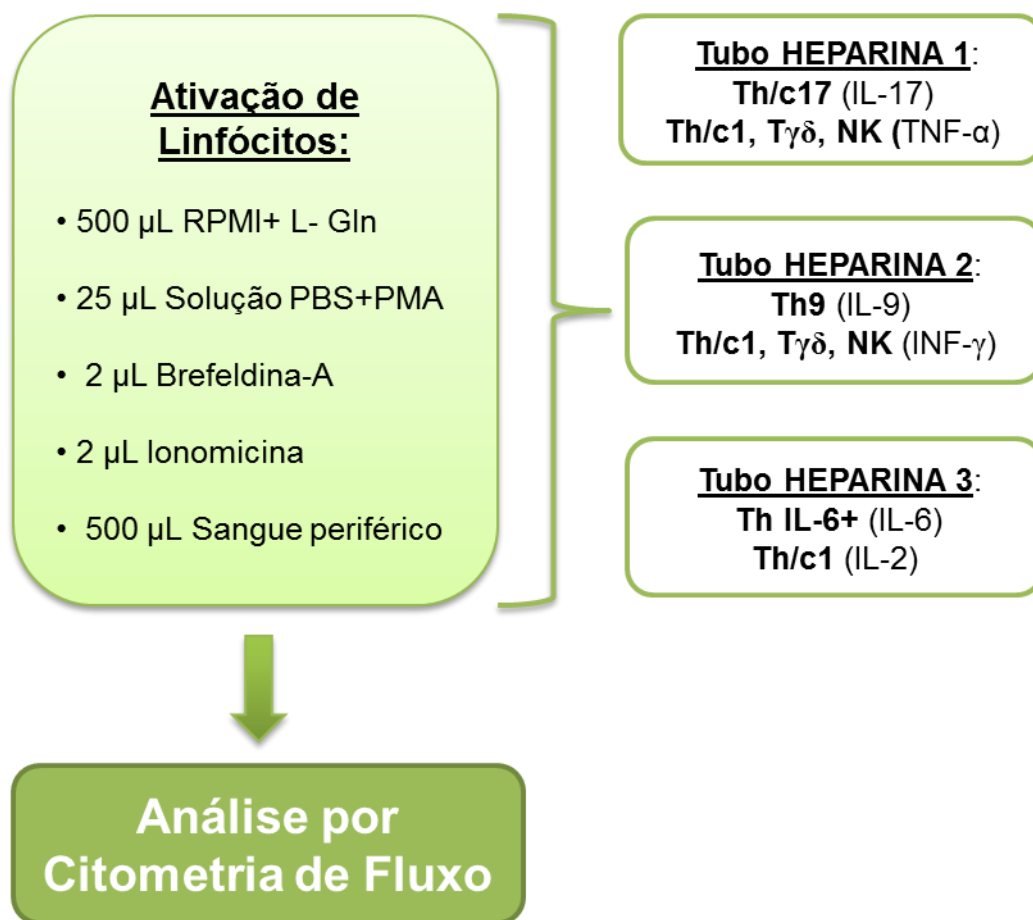 Ativação de
Linfócitos:
• 500 µL RPMI+ L- Gln
• 25 µL Solução PBS+PMA
• 2 µL Brefeldina-A
• 2 µL Ionomicina
• 500 µL Sangue periférico
Tubo HEPARINA 1:
Th/c17 (IL-17)
Th/c1, Tγδ, NK (TNF-α)
Tubo HEPARINA 2:
Th9 (IL-9)
Th/c1, Tγδ, NK (INF-γ)
Tubo HEPARINA 3:
Th IL-6+ (IL-6)
Th/c1 (IL-2)
Análise por
Citometria de Fluxo